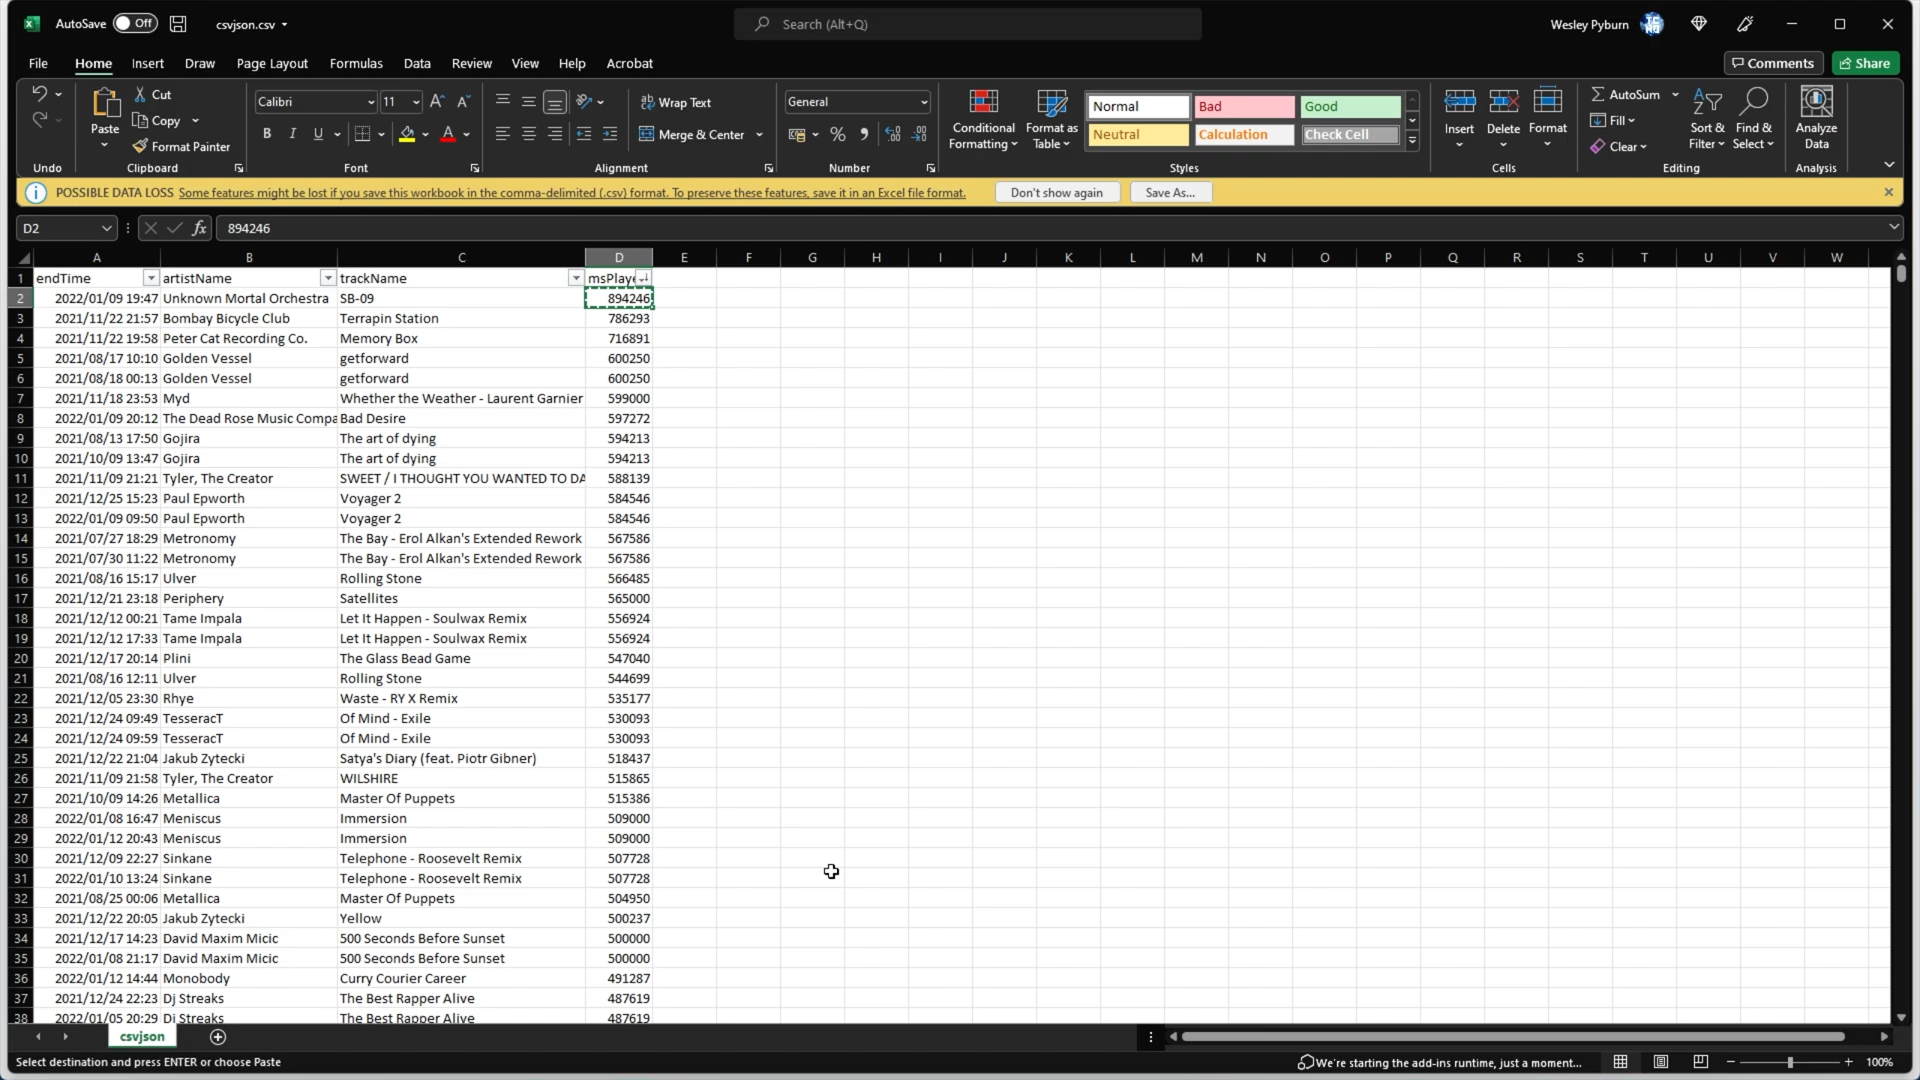 AutoSave Off csvjson.csv Search (Alt+Q) Wesley Pyburn
File Home Insert Draw Page Layout Formulas Data Review View Help Acrobat Comments Share
Paste Cut Copy Format Painter
Calibri 11 B I U A
Wrap Text Merge & Center
General %
Conditional Formatting Format as Table
Normal Bad Good
Neutral Calculation Check Cell
Insert Delete Format
AutoSum Fill Clear
Sort & Filter Find & Select Analyze Data
Undo Clipboard Font Alignment Number Styles Cells Editing Analysis
POSSIBLE DATA LOSS Some features might be lost if you save this workbook in the comma-delimited (.csv) format. To preserve these features, save it in an Excel file format. Don't show again Save As...
D2 fx 894246
A B C D E F G H I J K L M N O P Q R S T U V W
1 endTime artistName trackName msPlaye
2 2022/01/09 19:47 Unknown Mortal Orchestra SB-09 894246
3 2021/11/22 21:57 Bombay Bicycle Club Terrapin Station 786293
4 2021/11/22 19:58 Peter Cat Recording Co. Memory Box 716891
5 2021/08/17 10:10 Golden Vessel getforward 600250
6 2021/08/18 00:13 Golden Vessel getforward 600250
7 2021/11/18 23:53 Myd Whether the Weather - Laurent Garnier 599000
8 2022/01/09 20:12 The Dead Rose Music Compa Bad Desire 597272
9 2021/08/13 17:50 Gojira The art of dying 594213
10 2021/10/09 13:47 Gojira The art of dying 594213
11 2021/11/09 21:21 Tyler, The Creator SWEET / I THOUGHT YOU WANTED TO DA 588139
12 2021/12/25 15:23 Paul Epworth Voyager 2 584546
13 2022/01/09 09:50 Paul Epworth Voyager 2 584546
14 2021/07/27 18:29 Metronomy The Bay - Erol Alkan's Extended Rework 567586
15 2021/07/30 11:22 Metronomy The Bay - Erol Alkan's Extended Rework 567586
16 2021/08/16 15:17 Ulver Rolling Stone 566485
17 2021/12/21 23:18 Periphery Satellites 565000
18 2021/12/12 00:21 Tame Impala Let It Happen - Soulwax Remix 556924
19 2021/12/12 17:33 Tame Impala Let It Happen - Soulwax Remix 556924
20 2021/12/17 20:14 Plini The Glass Bead Game 547040
21 2021/08/16 12:11 Ulver Rolling Stone 544699
22 2021/12/05 23:30 Rhye Waste - RY X Remix 535177
23 2021/12/24 09:49 TesseracT Of Mind - Exile 530093
24 2021/12/24 09:59 TesseracT Of Mind - Exile 530093
25 2021/12/22 21:04 Jakub Zytecki Satya's Diary (feat. Piotr Gibner) 518437
26 2021/11/09 21:58 Tyler, The Creator WILSHIRE 515865
27 2021/10/09 14:26 Metallica Master Of Puppets 515386
28 2022/01/08 16:47 Meniscus Immersion 509000
29 2022/01/12 20:43 Meniscus Immersion 509000
30 2021/12/09 22:27 Sinkane Telephone - Roosevelt Remix 507728
31 2022/01/10 13:24 Sinkane Telephone - Roosevelt Remix 507728
32 2021/08/25 00:06 Metallica Master Of Puppets 504950
33 2021/12/22 20:05 Jakub Zytecki Yellow 500237
34 2021/12/17 14:23 David Maxim Micic 500 Seconds Before Sunset 500000
35 2022/01/08 21:17 David Maxim Micic 500 Seconds Before Sunset 500000
36 2022/01/12 14:44 Monobody Curry Courier Career 491287
37 2021/12/24 22:23 Dj Streaks The Best Rapper Alive 487619
38 2022/01/05 20:29 Dj Streaks The Best Rapper Alive 487619
csvjson
Select destination and press ENTER or choose Paste We're starting the add-ins runtime, just a moment... 100%